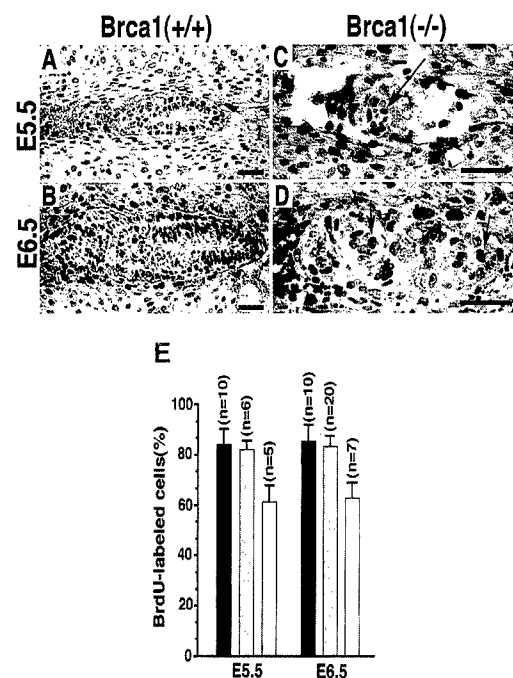 Brca1(+/+) Brca1(-/-)
A
C
E5.5
B
D
E6.5
E
BrdU-labeled cells(%)
100
80
60
40
20
0
(n=10)
(n=6)
(n=5)
(n=10)
(n=20)
(n=7)
E5.5 E6.5